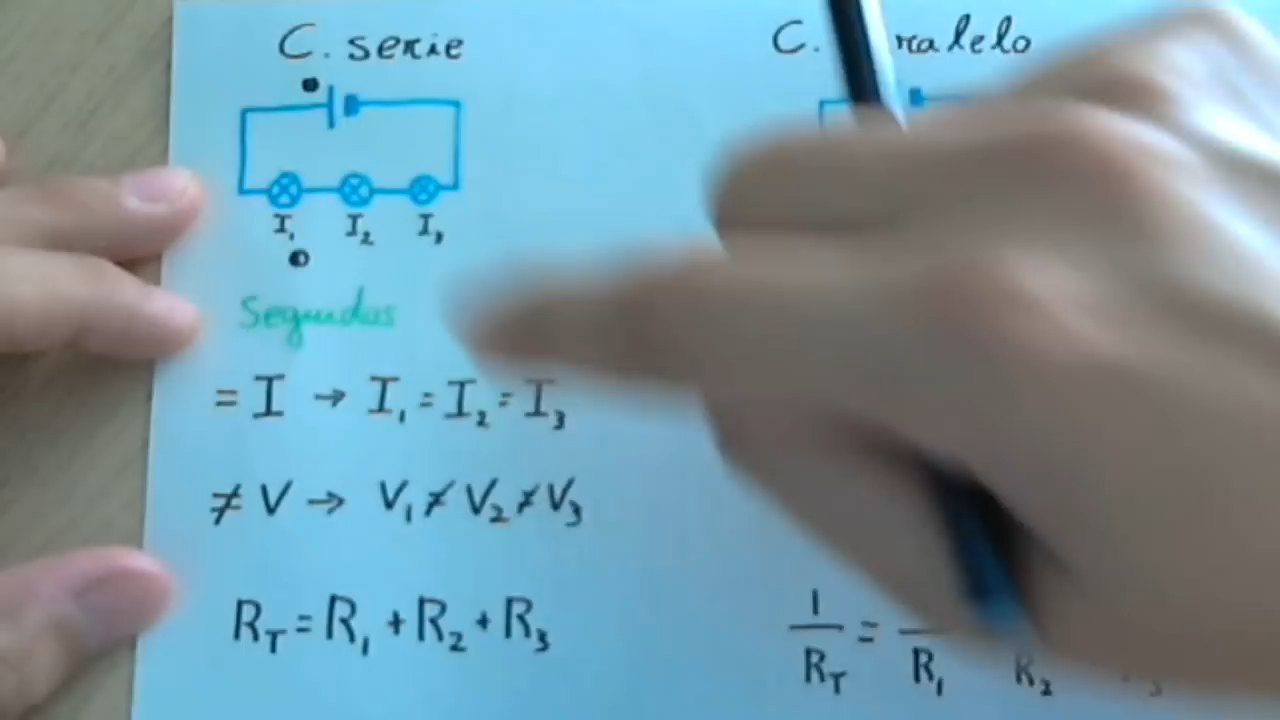 C. serie
I₁ I₂ I₃
Seguidas
= I → I₁ = I₂ = I₃
≠ V → V₁ ≠ V₂ ≠ V₃
R_T = R₁ + R₂ + R₃
C. ralelo
1/R_T = R₁ R₂